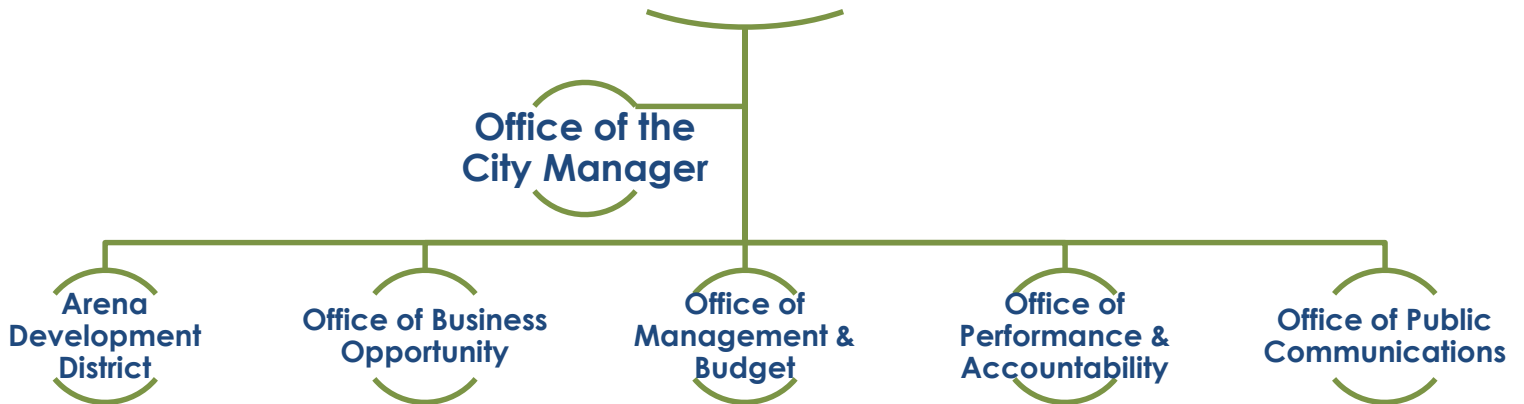 Office of the
City Manager
Arena
Development
District
Office of Business
Opportunity
Office of
Management &
Budget
Office of
Performance &
Accountability
Office of Public
Communications